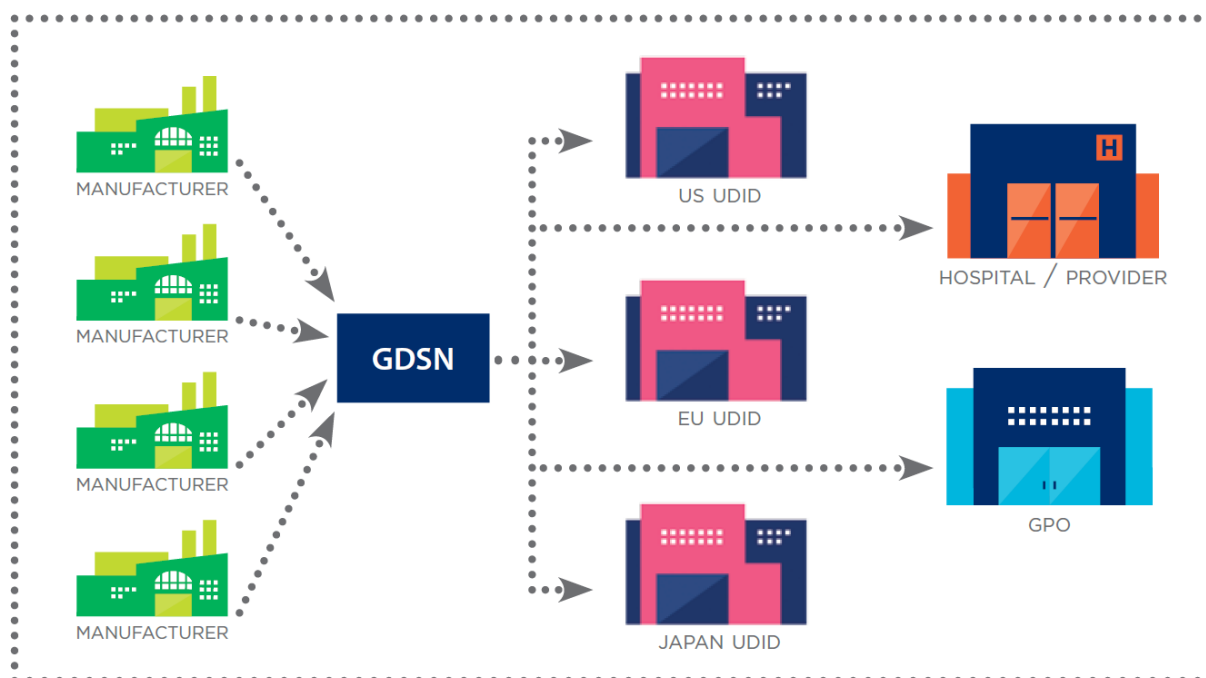 MANUFACTURER
MANUFACTURER
MANUFACTURER
MANUFACTURER
GDSN
US UDID
EU UDID
JAPAN UDID
H
HOSPITAL / PROVIDER
GPO